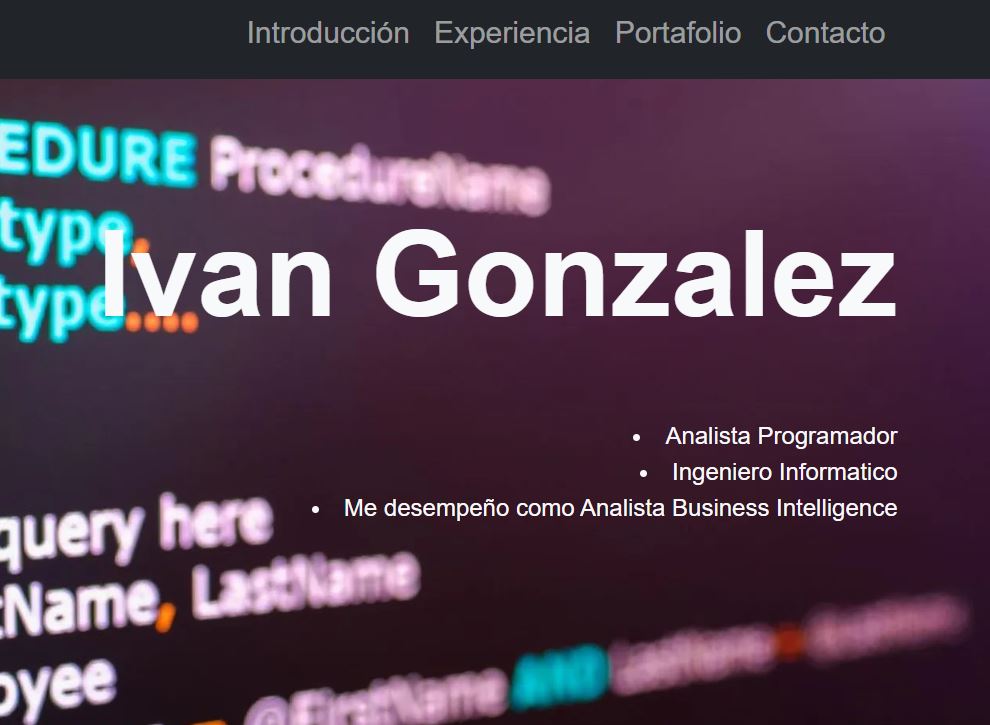 Introducción Experiencia Portafolio Contacto
EDURE ProcedureName
type,
Ivan Gonzalez
type....
Analista Programador
Ingeniero Informatico
Me desempeño como Analista Business Intelligence
query here
Name, LastName
oyee
@FirstName AND LastName =